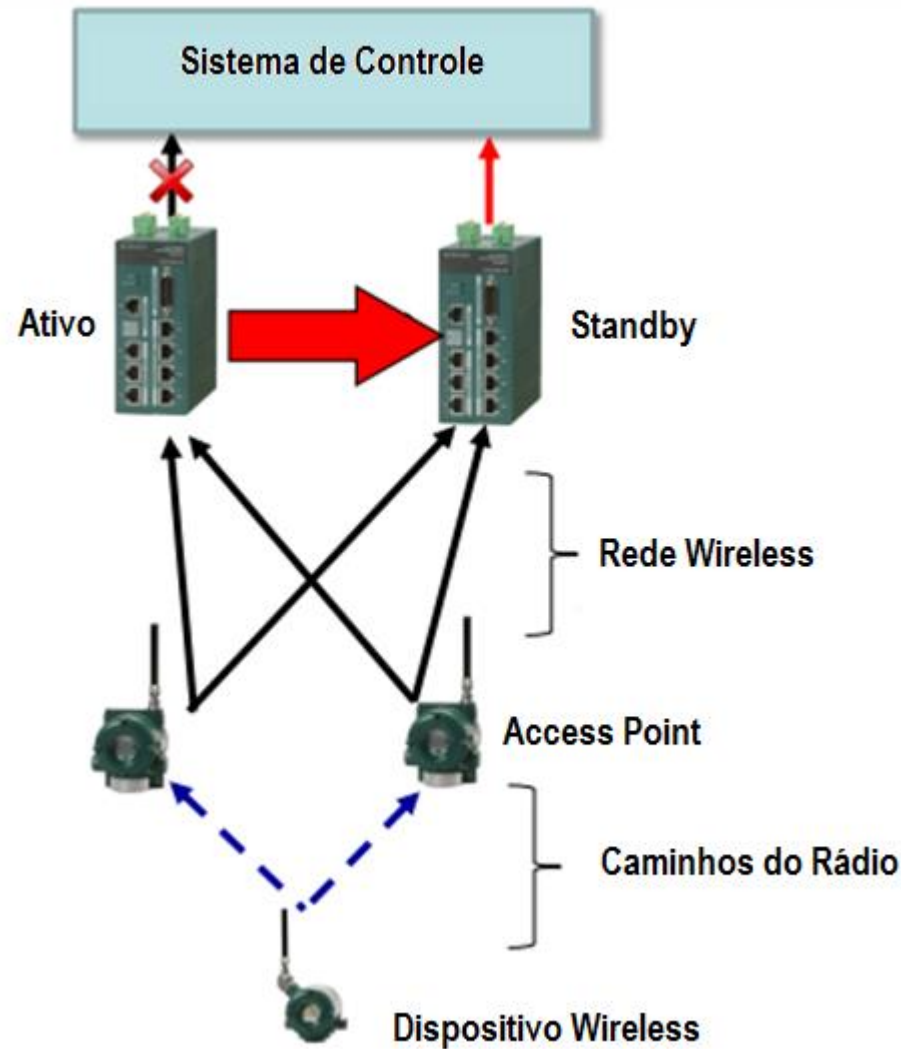 Sistema de Controle
Ativo
Standby
Rede Wireless
Access Point
Caminhos do Rádio
Dispositivo Wireless